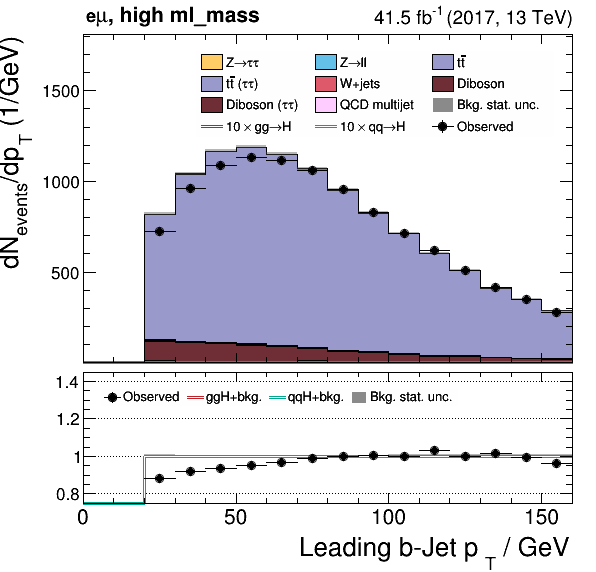 eμ, high ml_mass 41.5 fb⁻¹ (2017, 13 TeV)
dN_events/dp_T (1/GeV)
1500
1000
500
Z→ττ Z→ll tt̄
tt̄ (ττ) W+jets Diboson
Diboson (ττ) QCD multijet Bkg. stat. unc.
10 × gg→H 10 × qq→H Observed
1.4
1.2
1
0.8
Observed ggH+bkg. qqH+bkg. Bkg. stat. unc.
0 50 100 150
Leading b-Jet p_T / GeV